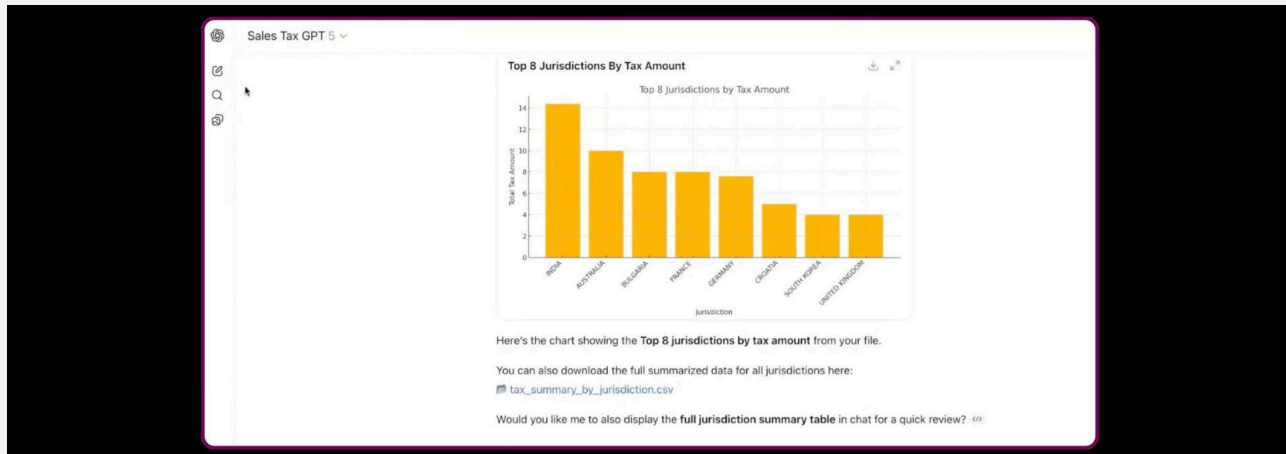 Sales Tax GPT 5
Top 8 Jurisdictions By Tax Amount
Top 8 Jurisdictions by Tax Amount
Total Tax Amount
14
12
10
8
6
4
2
0
INDIA
AUSTRALIA
BULGARIA
FRANCE
GERMANY
CROATIA
SOUTH KOREA
UNITED KINGDOM
Jurisdiction
Here's the chart showing the Top 8 jurisdictions by tax amount from your file.
You can also download the full summarized data for all jurisdictions here:
tax_summary_by_jurisdiction.csv
Would you like me to also display the full jurisdiction summary table in chat for a quick review?